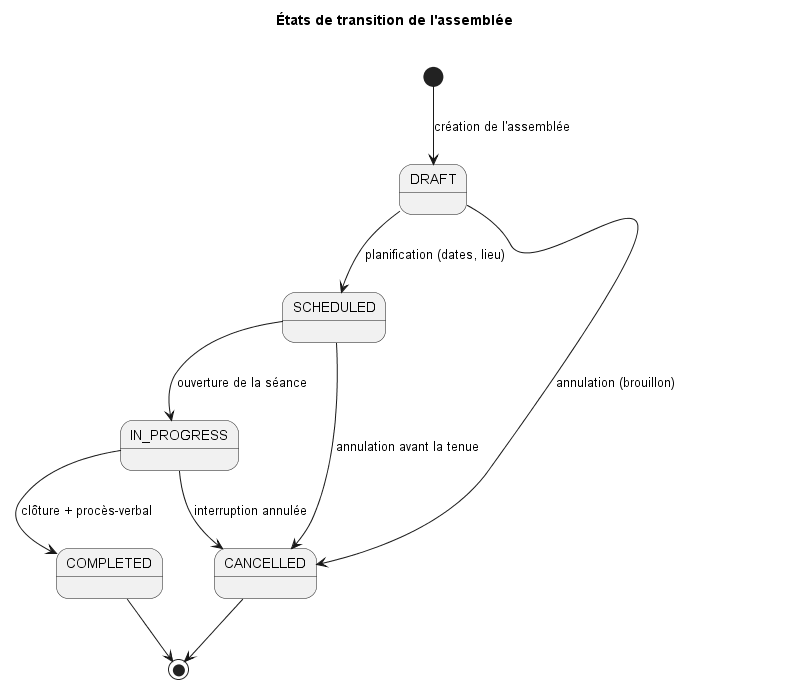 États de transition de l'assemblée
création de l'assemblée
DRAFT
planification (dates, lieu)
SCHEDULED
ouverture de la séance
annulation (brouillon)
IN_PROGRESS
annulation avant la tenue
clôture + procès-verbal
interruption annulée
COMPLETED
CANCELLED